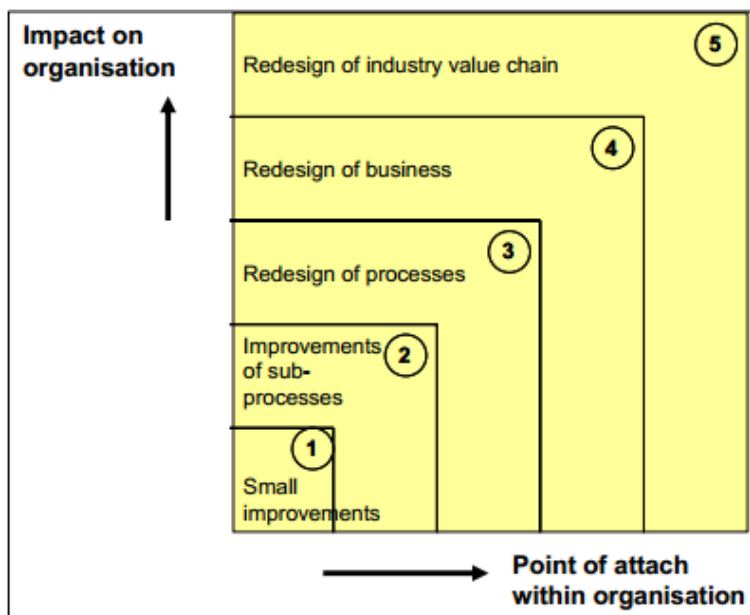 Impact on
organisation
Redesign of industry value chain
5
Redesign of business
4
Redesign of processes
3
Improvements
of sub-
processes
2
1
Small
improvements
Point of attach
within organisation